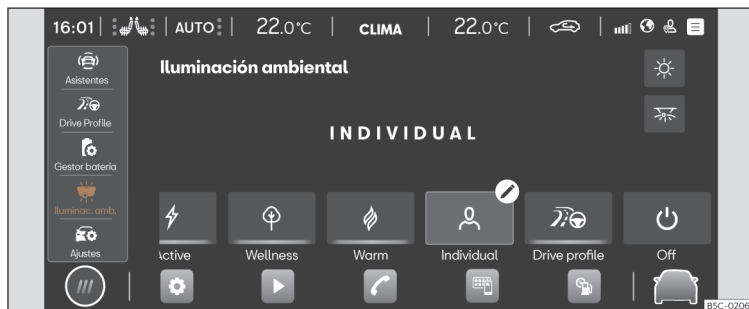 16:01 AUTO 22.0°C CLIMA 22.0°C
Asistentes
Drive Profile
Gestor batería
Iluminac. amb.
Ajustes
Iluminación ambiental
INDIVIDUAL
Active Wellness Warm Individual Drive profile Off
B5C-0206